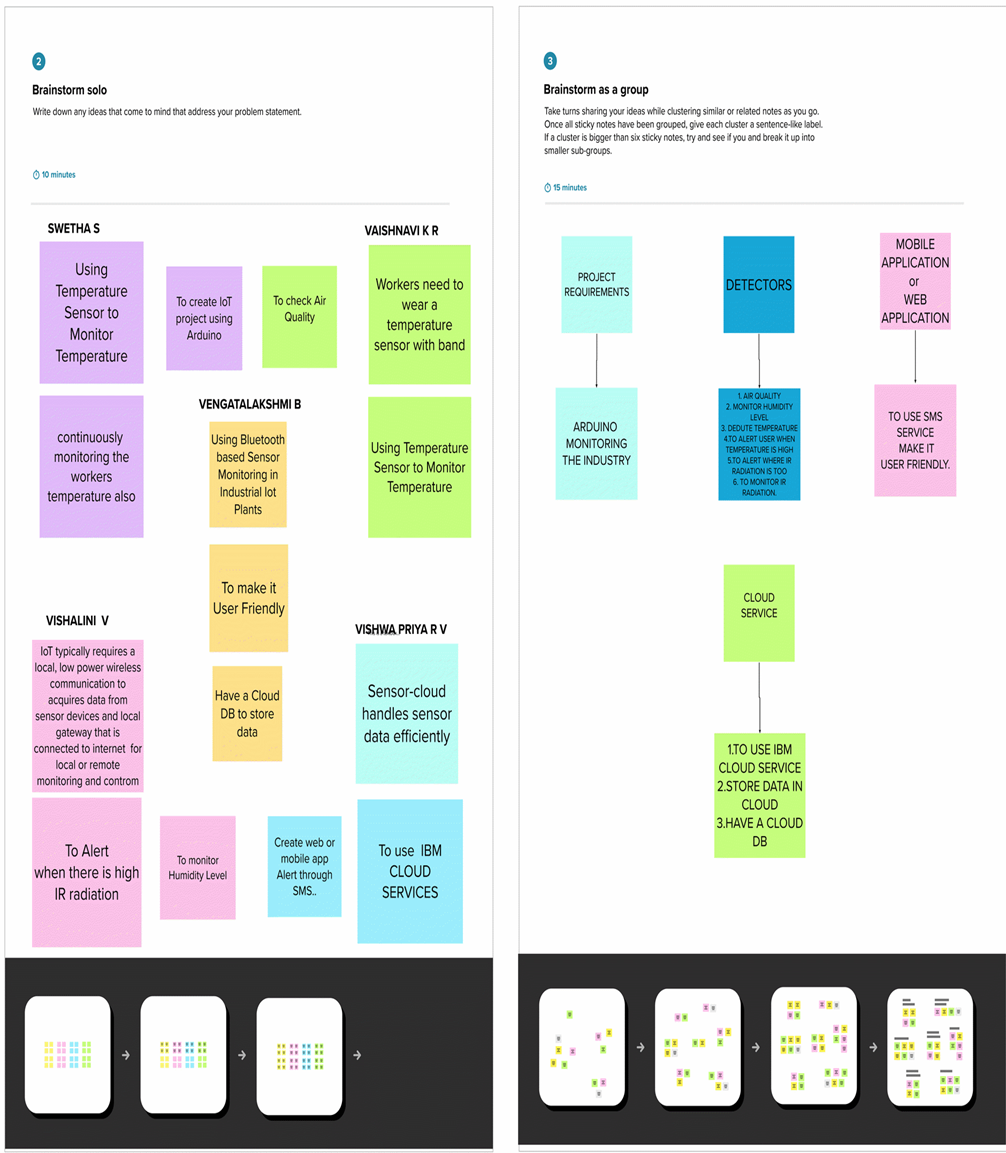 2
Brainstorm solo
Write down any ideas that come to mind that address your problem statement.
10 minutes
SWETHA S
Using
Temperature
Sensor to
Monitor
Temperature
To create IoT
project using
Arduino
To check Air
Quality
VAISHNAVI K R
Workers need to
wear a
temperature
sensor with band
continuously
monitoring the
workers
temperature also
VENGATALAKSHMI B
Using Bluetooth
based Sensor
Monitoring in
Industrial Iot
Plants
Using Temperature
Sensor to Monitor
Temperature
To make it
User Friendly
Have a Cloud
DB to store
data
VISHALINI V
IoT typically requires a
local, low power wireless
communication to
acquires data from
sensor devices and local
gateway that is
connected to internet for
local or remote
monitoring and controm
VISHWA PRIYA R V
Sensor-cloud
handles sensor
data efficiently
To Alert
when there is high
IR radiation
To monitor
Humidity Level
Create web or
mobile app
Alert through
SMS..
To use IBM
CLOUD
SERVICES
3
Brainstorm as a group
Take turns sharing your ideas while clustering similar or related notes as you go.
Once all sticky notes have been grouped, give each cluster a sentence-like label.
If a cluster is bigger than six sticky notes, try and see if you and break it up into
smaller sub-groups.
15 minutes
PROJECT
REQUIREMENTS
DETECTORS
MOBILE
APPLICATION
or
WEB
APPLICATION
ARDUINO
MONITORING
THE INDUSTRY
1. AIR QUALITY
2. MONITOR HUMIDITY
LEVEL
3. DEDUTE TEMPERATURE
4.TO ALERT USER WHEN
TEMPERATURE IS HIGH
5.TO ALERT WHERE IR
RADIATION IS TOO
6. TO MONITOR IR
RADIATION.
TO USE SMS
SERVICE
MAKE IT
USER FRIENDLY.
CLOUD
SERVICE
1.TO USE IBM
CLOUD SERVICE
2.STORE DATA IN
CLOUD
3.HAVE A CLOUD
DB